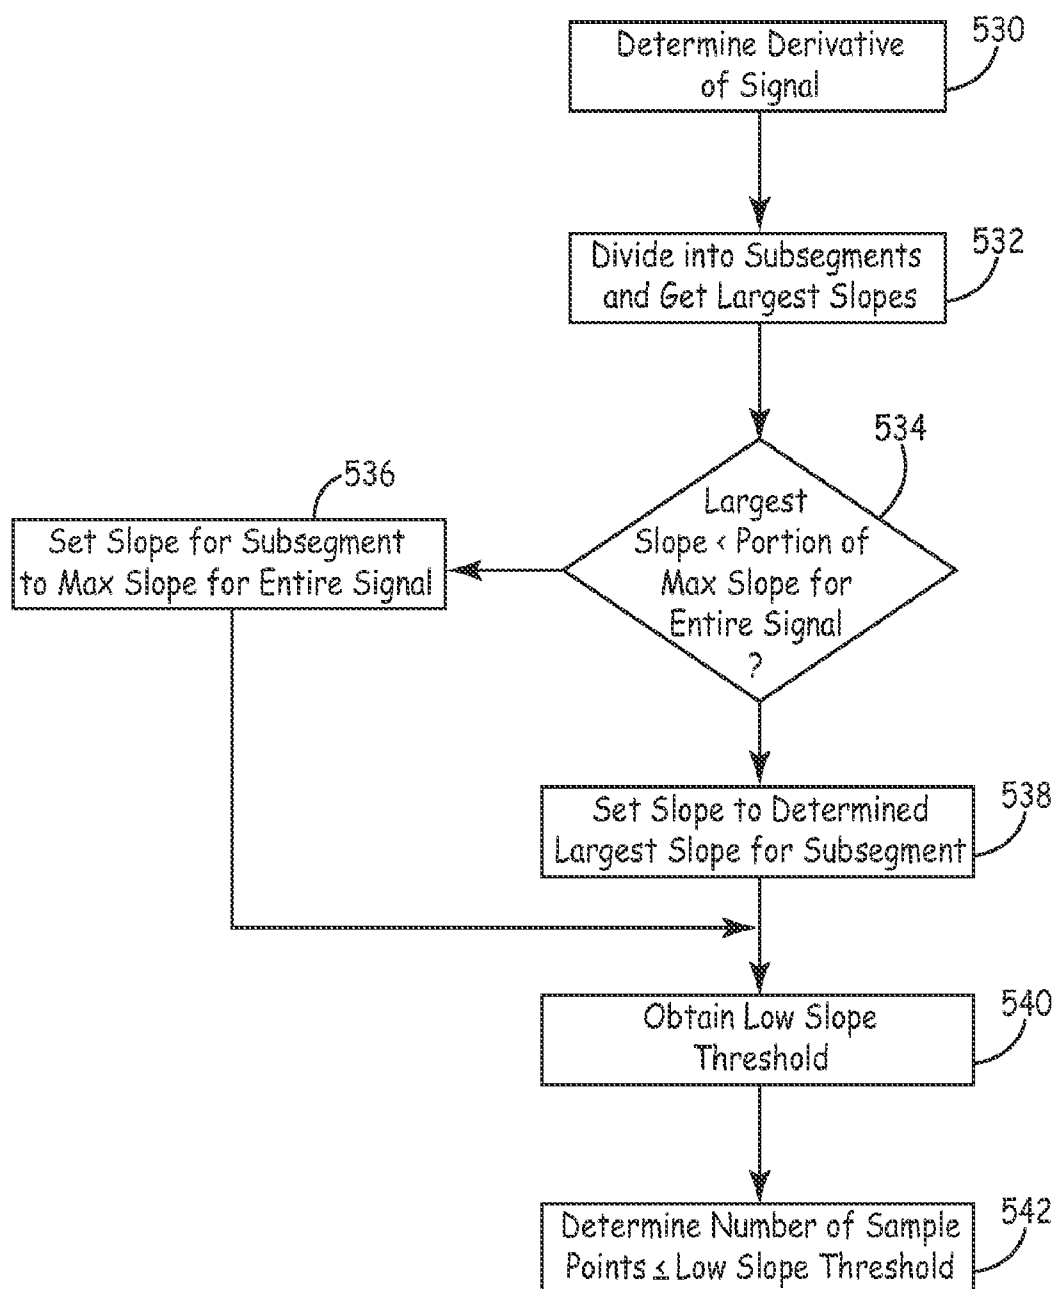 530
Determine Derivative
of Signal
532
Divide into Subsegments
and Get Largest Slopes
534
Largest
Slope < Portion of
Max Slope for
Entire Signal
?
536
Set Slope for Subsegment
to Max Slope for Entire Signal
538
Set Slope to Determined
Largest Slope for Subsegment
540
Obtain Low Slope
Threshold
542
Determine Number of Sample
Points ≤ Low Slope Threshold